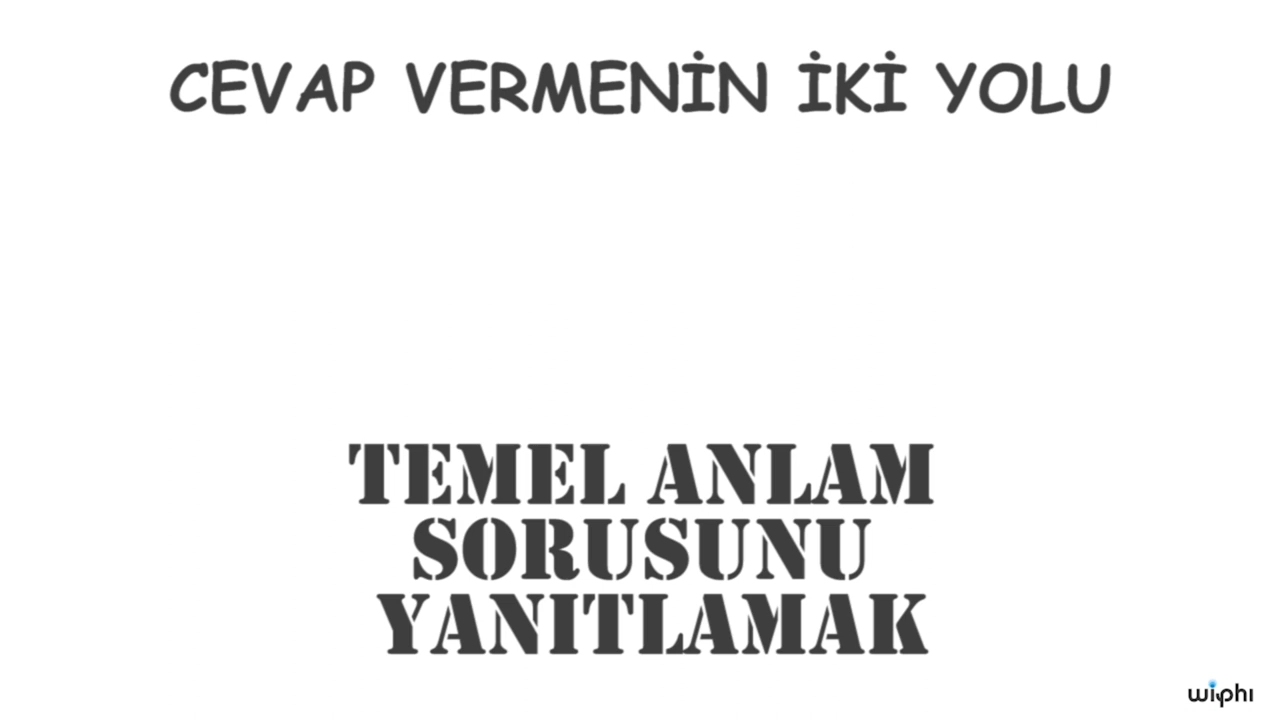 CEVAP VERMENİN İKİ YOLU
TEMEL ANLAM
SORUSUNU
YANITLAMAK
wiphi